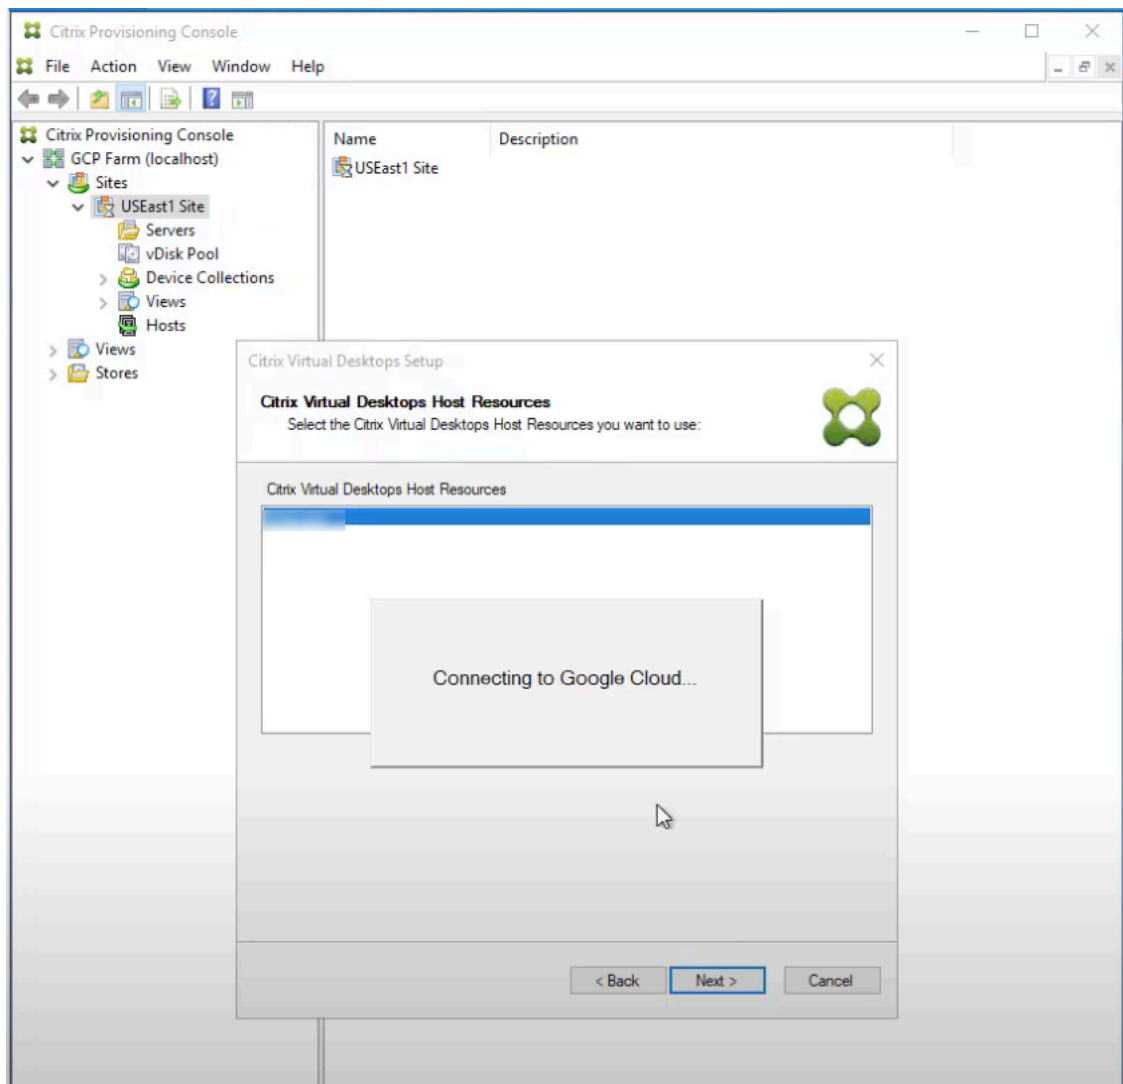 Citrix Provisioning Console
File Action View Window Help
Citrix Provisioning Console
GCP Farm (localhost)
Sites
USEast1 Site
Servers
vDisk Pool
Device Collections
Views
Hosts
Views
Stores
Name Description
USEast1 Site
Citrix Virtual Desktops Setup
Citrix Virtual Desktops Host Resources
Select the Citrix Virtual Desktops Host Resources you want to use:
Citrix Virtual Desktops Host Resources
Connecting to Google Cloud...
< Back Next > Cancel